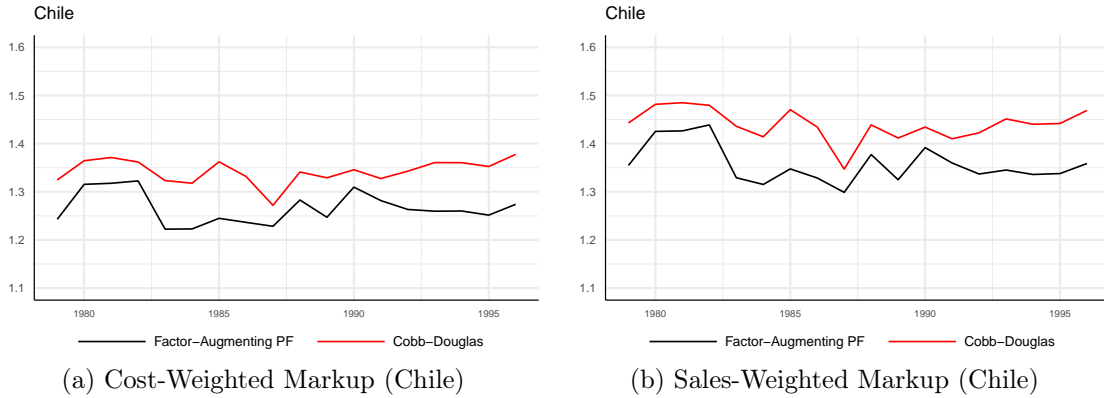 Chile
1.6
1.5
1.4
1.3
1.2
1.1
1980 1985 1990 1995
Factor–Augmenting PF Cobb–Douglas
(a) Cost-Weighted Markup (Chile)
Chile
1.6
1.5
1.4
1.3
1.2
1.1
1980 1985 1990 1995
Factor–Augmenting PF Cobb–Douglas
(b) Sales-Weighted Markup (Chile)